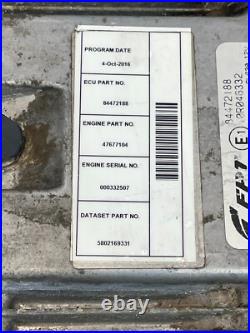 PROGRAM DATE
4-Oct-2016
ECU PART NO.
84472188
ENGINE PART NO.
47677104
ENGINE SERIAL NO.
000332507
DATASET PART NO.
5802169331
84472188
E1